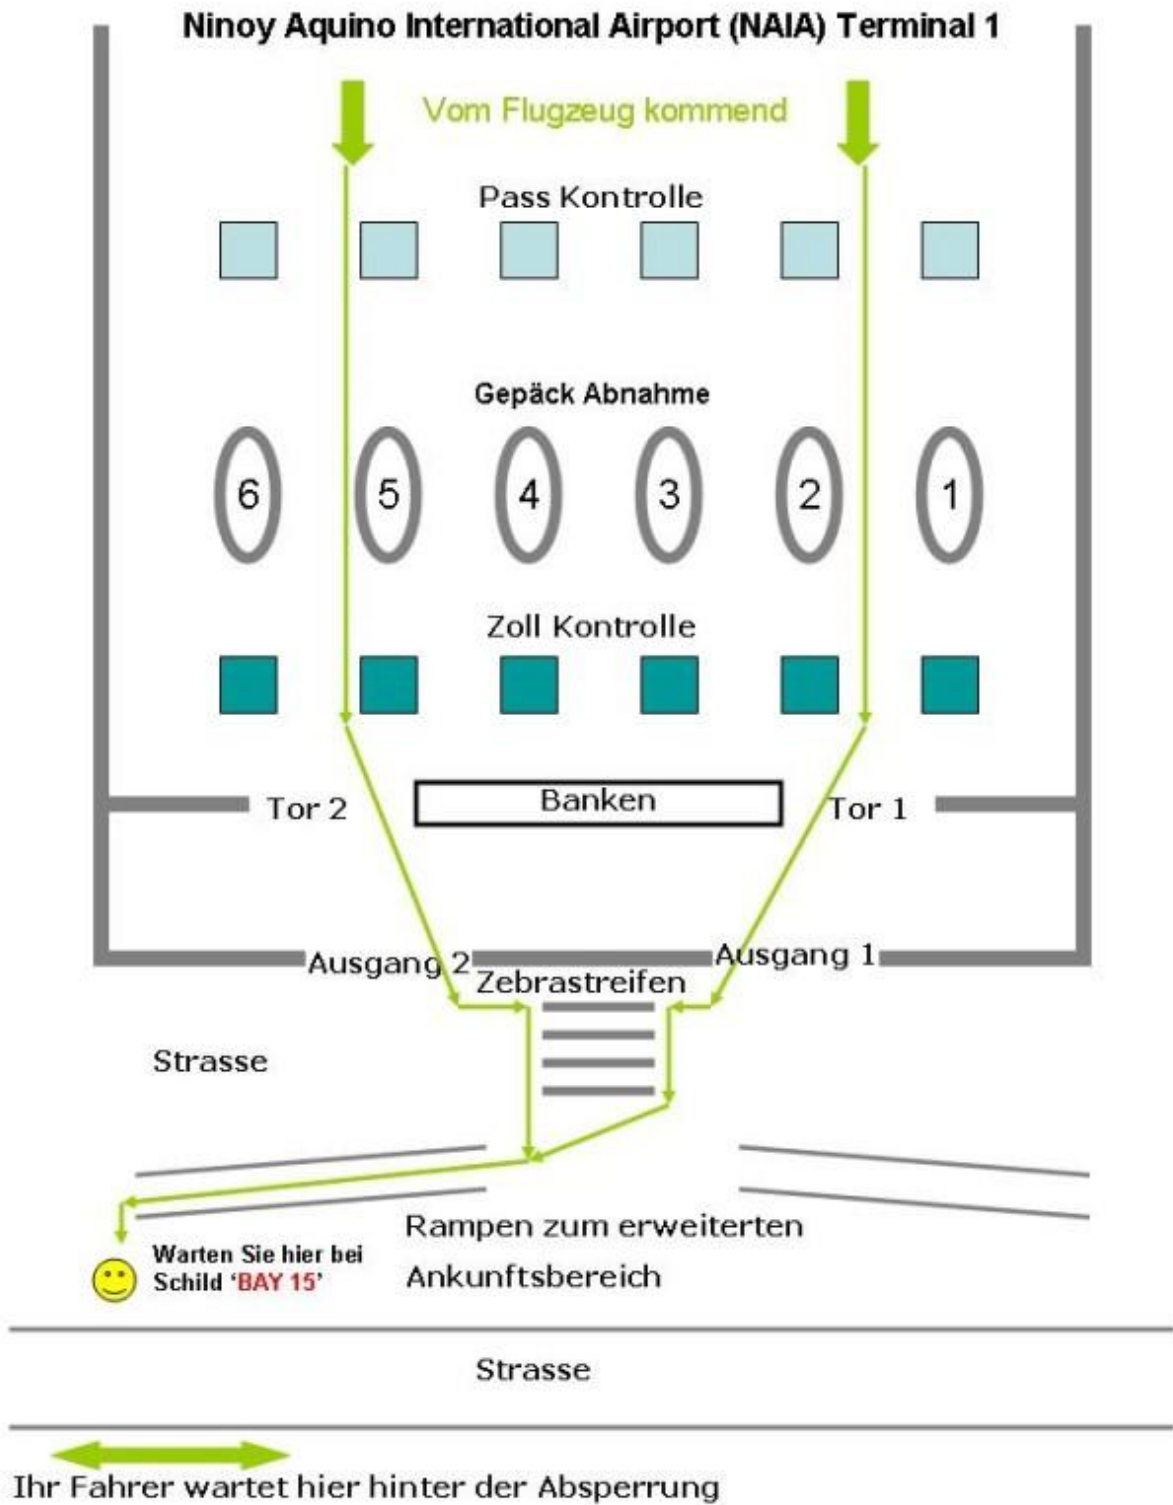 Ninoy Aquino International Airport (NAIA) Terminal 1
Vom Flugzeug kommend
Pass Kontrolle
Gepäck Abnahme
6 5 4 3 2 1
Zoll Kontrolle
Tor 2 Banken Tor 1
Ausgang 2 Ausgang 1
Zebrastreifen
Strasse
Rampen zum erweiterten
Ankunftsbereich
Warten Sie hier bei
Schild ‘BAY 15’
Strasse
Ihr Fahrer wartet hier hinter der Absperrung